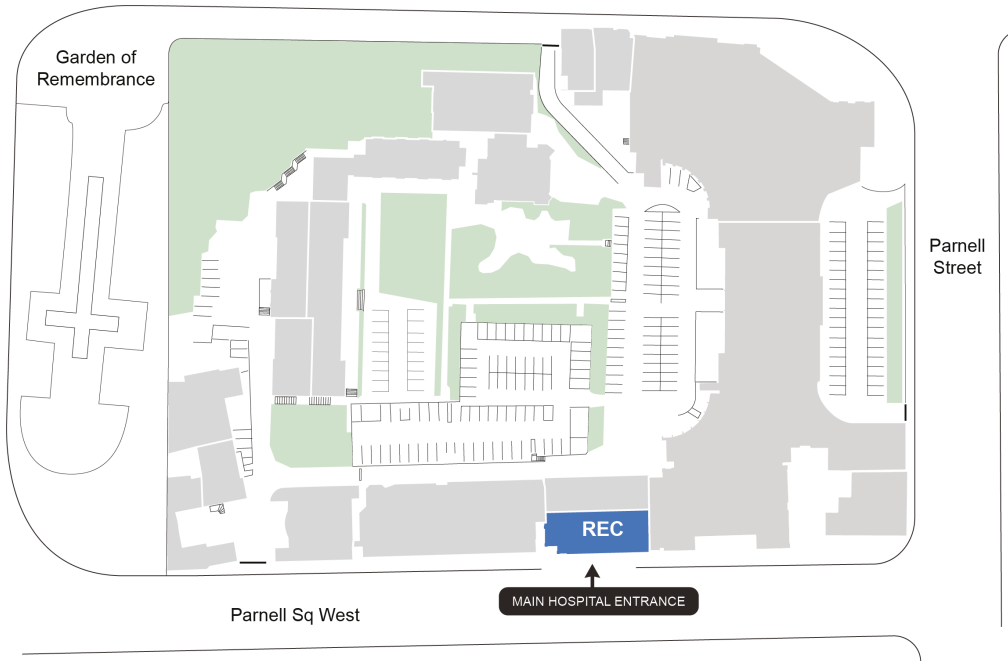 Garden of
Remembrance
Parnell
Street
REC
MAIN HOSPITAL ENTRANCE
Parnell Sq West